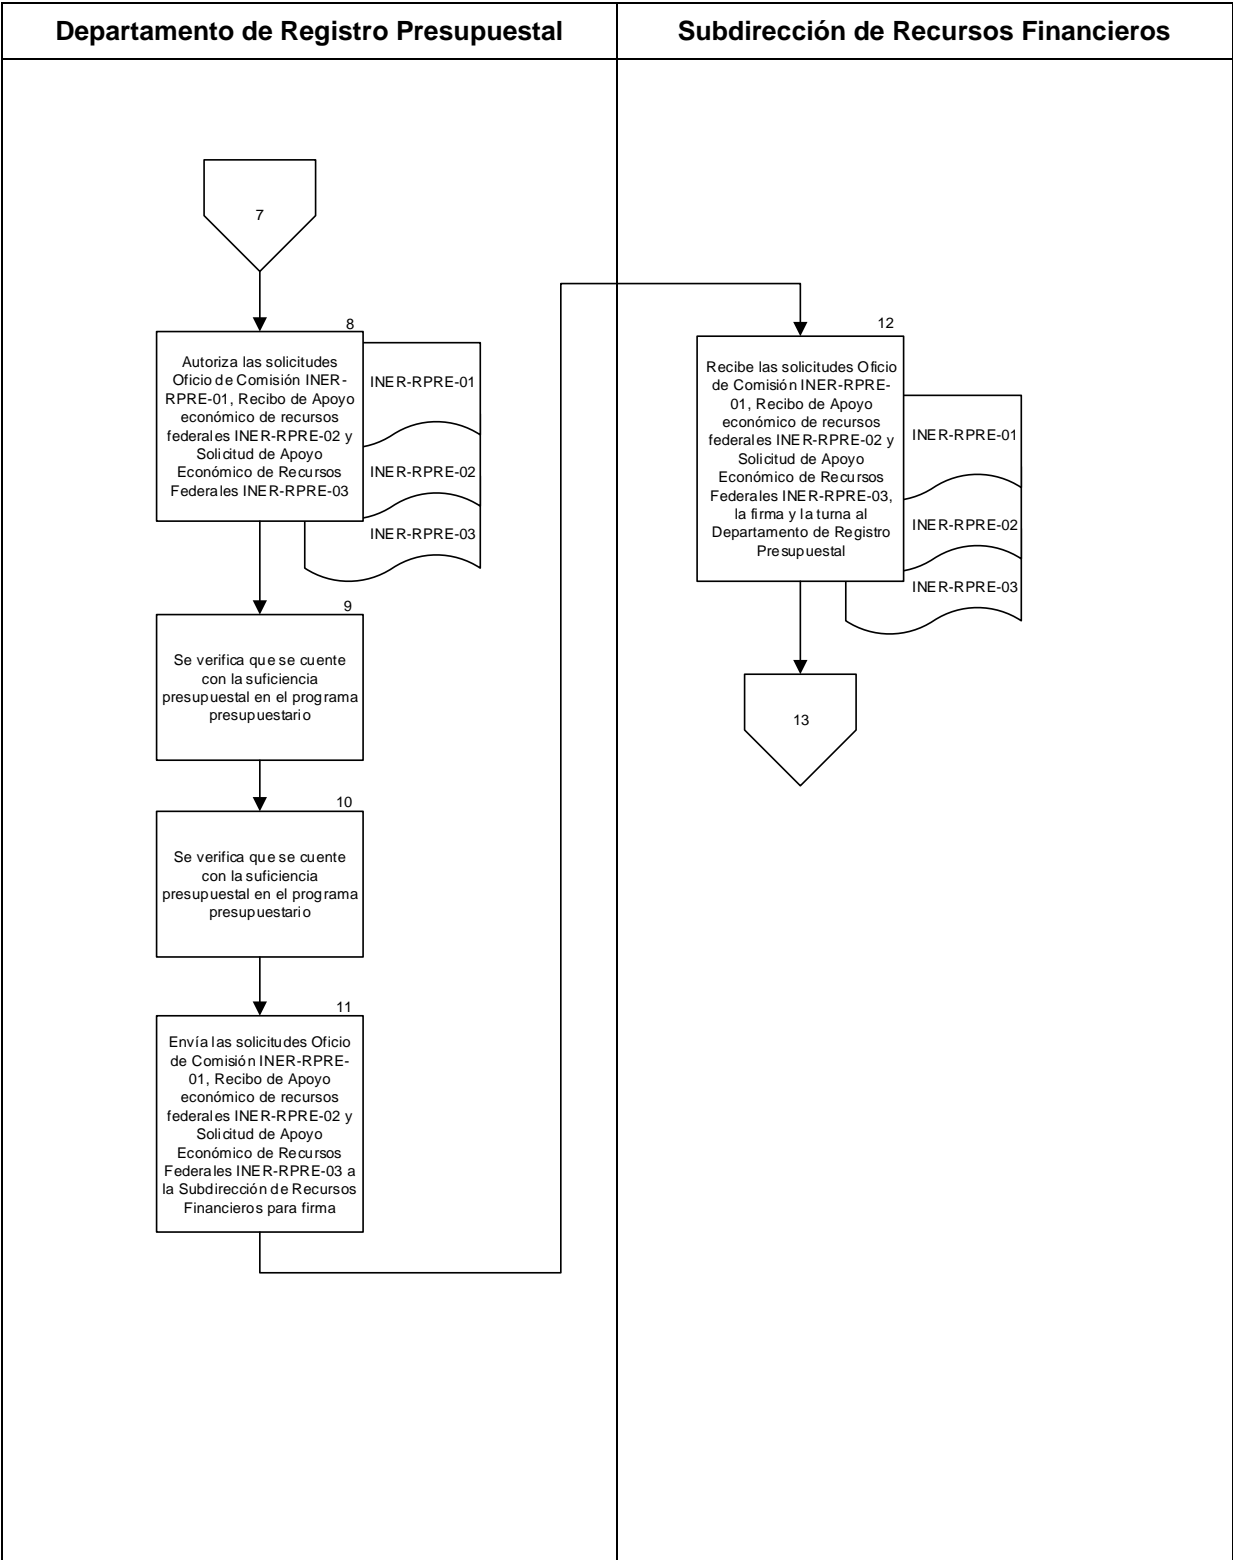 Departamento de Registro Presupuestal
Subdirección de Recursos Financieros
7
8
Autoriza las solicitudes
Oficio de Comisión INER-
RPRE-01, Recibo de Apoyo
económico de recursos
federales INER-RPRE-02 y
Solicitud de Apoyo
Económico de Recursos
Federales INER-RPRE-03
INER-RPRE-01
INER-RPRE-02
INER-RPRE-03
9
Se verifica que se cuente
con la suficiencia
presupuestal en el programa
presupuestario
10
Se verifica que se cuente
con la suficiencia
presupuestal en el programa
presupuestario
11
Envía las solicitudes Oficio
de Comisión INER-RPRE-
01, Recibo de Apoyo
económico de recursos
federales INER-RPRE-02 y
Solicitud de Apoyo
Económico de Recursos
Federales INER-RPRE-03 a
la Subdirección de Recursos
Financieros para firma
12
Recibe las solicitudes Oficio
de Comisión INER-RPRE-
01, Recibo de Apoyo
económico de recursos
federales INER-RPRE-02 y
Solicitud de Apoyo
Económico de Recursos
Federales INER-RPRE-03,
la firma y la turna al
Departamento de Registro
Presupuestal
INER-RPRE-01
INER-RPRE-02
INER-RPRE-03
13